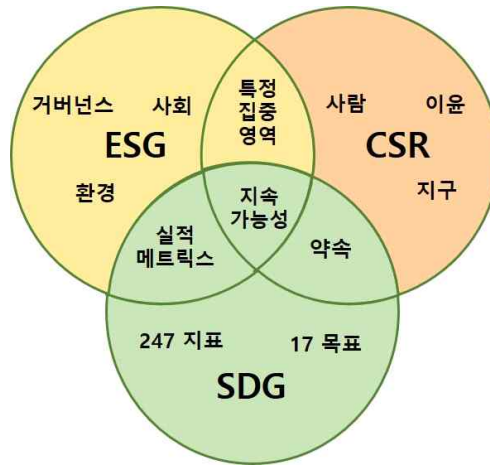 특정
집중
영역
거버넌스 사회
사람 이윤
ESG
CSR
환경
지구
지속
가능성
실적
메트릭스
약속
247 지표
17 목표
SDG